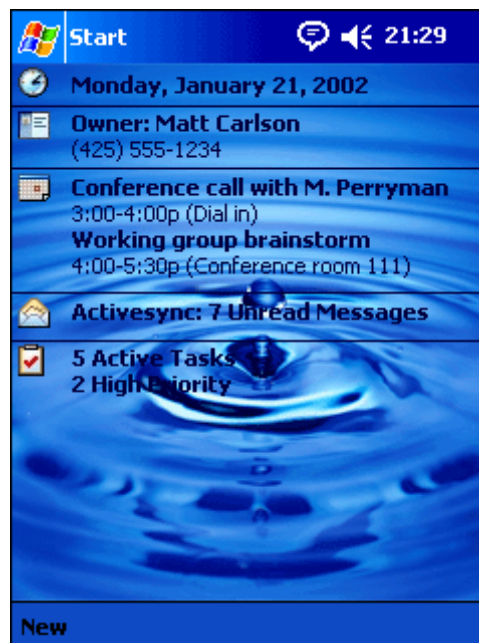 Start 21:29
Monday, January 21, 2002
Owner: Matt Carlson
(425) 555-1234
Conference call with M. Perryman
3:00-4:00p (Dial in)
Working group brainstorm
4:00-5:30p (Conference room 111)
Activesync: 7 Unread Messages
5 Active Tasks
2 High Priority
New